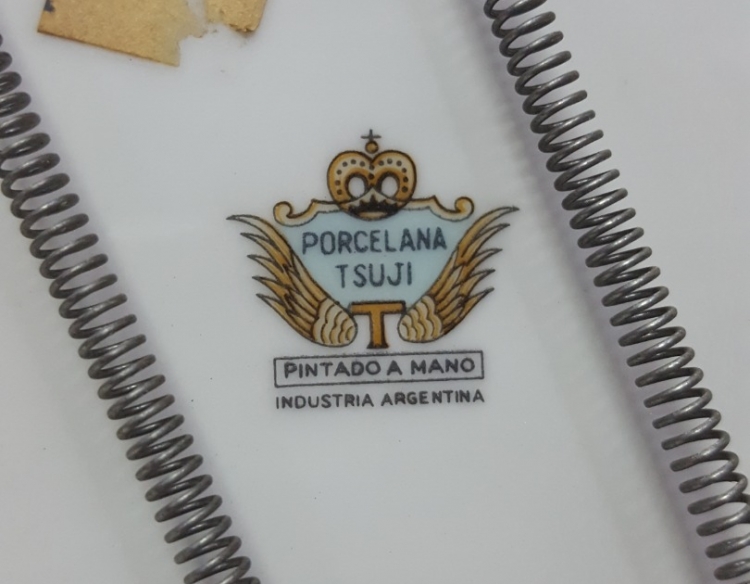 PORCELANA
TSUJI
T
PINTADO A MANO
INDUSTRIA ARGENTINA